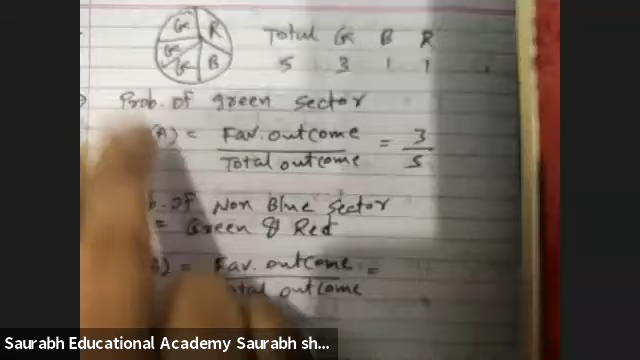 G R
G
G B
Total G B R
5 3 1 1
Prob. of green sector
(A) = Fav. outcome / Total outcome = 3/5
of Non Blue sector
= Green & Red
) = Fav. outcome / outcome =
Saurabh Educational Academy Saurabh sh...